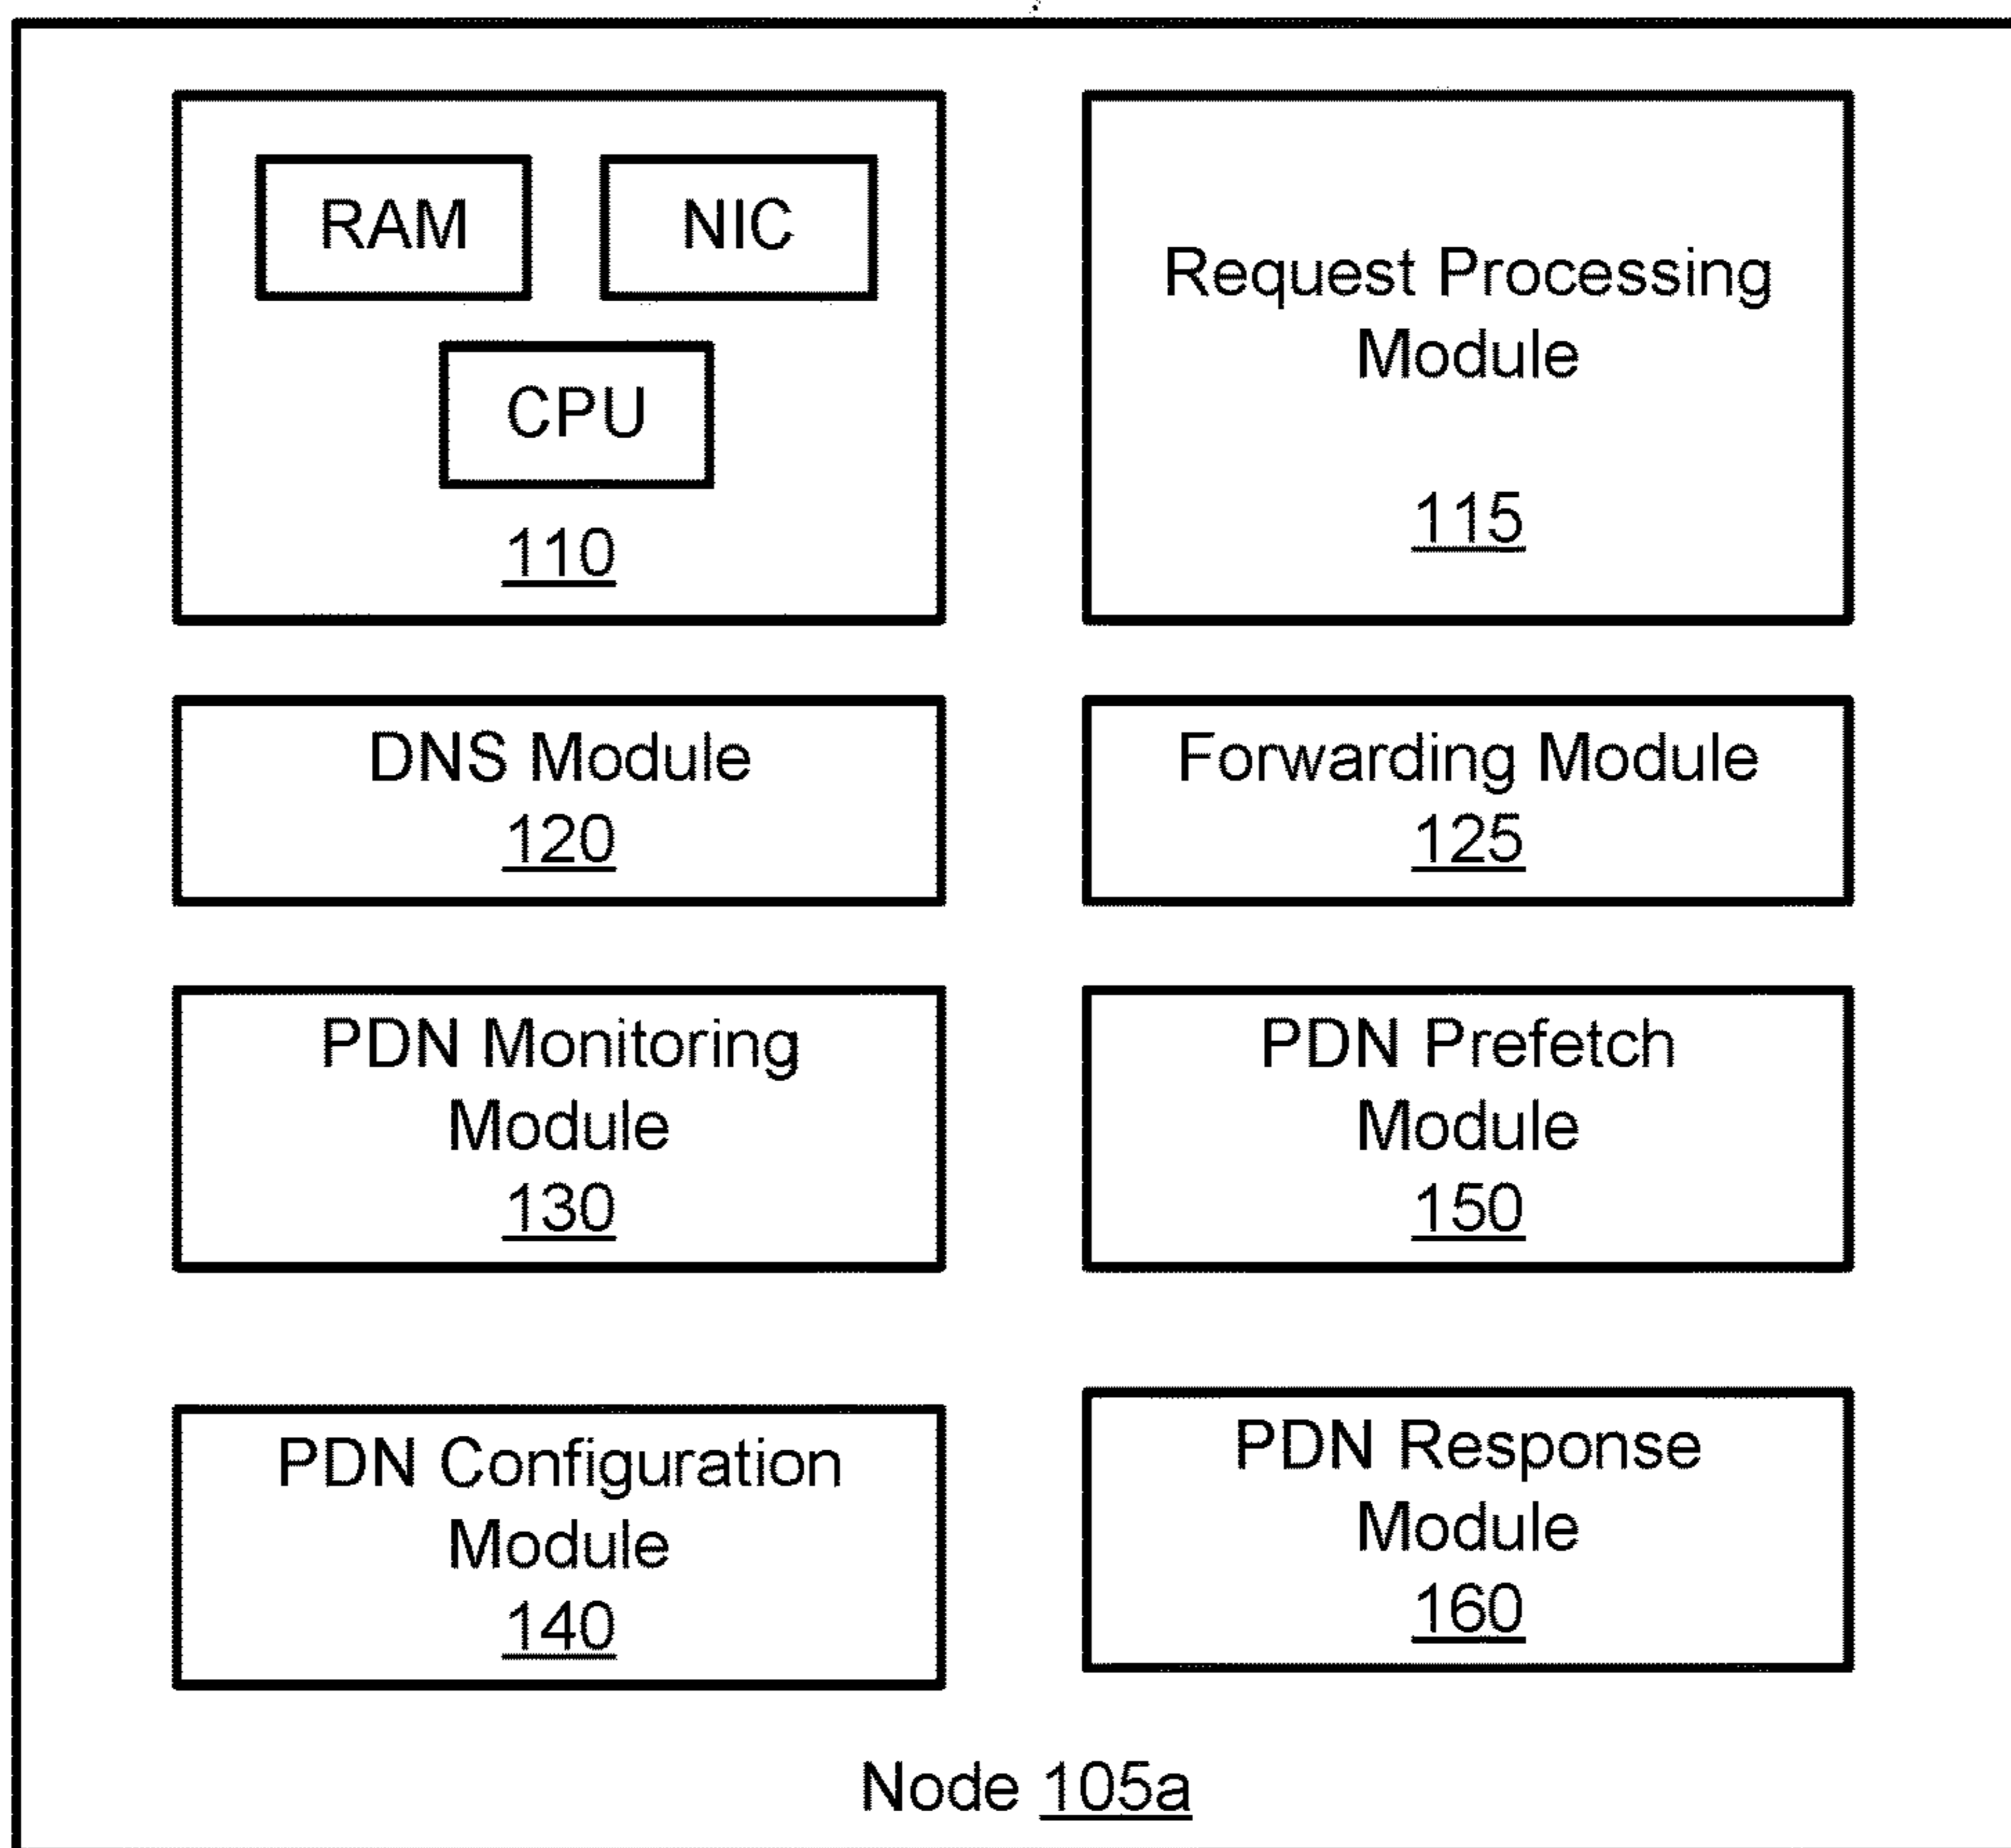 RAM
NIC
CPU
110
Request Processing
Module
115
DNS Module
120
Forwarding Module
125
PDN Monitoring
Module
130
PDN Prefetch
Module
150
PDN Configuration
Module
140
PDN Response
Module
160
Node 105a